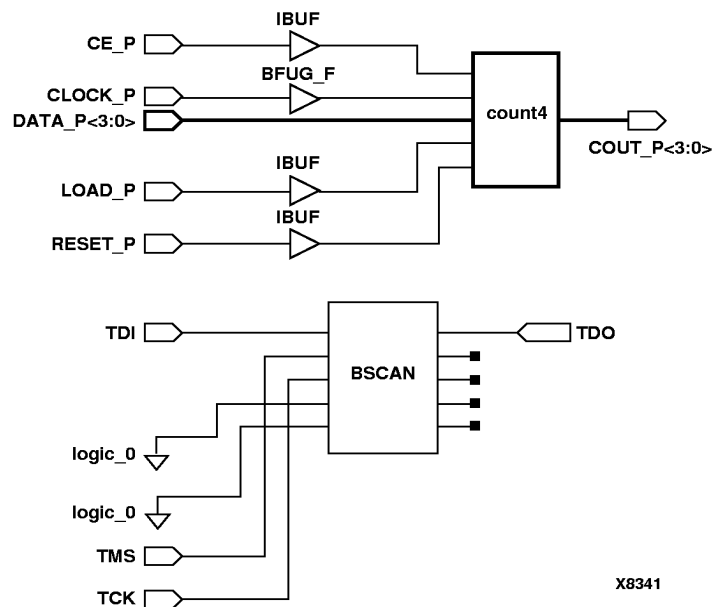 IBUF
CE_P
BFUG_F
CLOCK_P
DATA_P<3:0>
count4
COUT_P<3:0>
IBUF
LOAD_P
IBUF
RESET_P
TDI
TDO
BSCAN
logic_0
logic_0
TMS
TCK
X8341